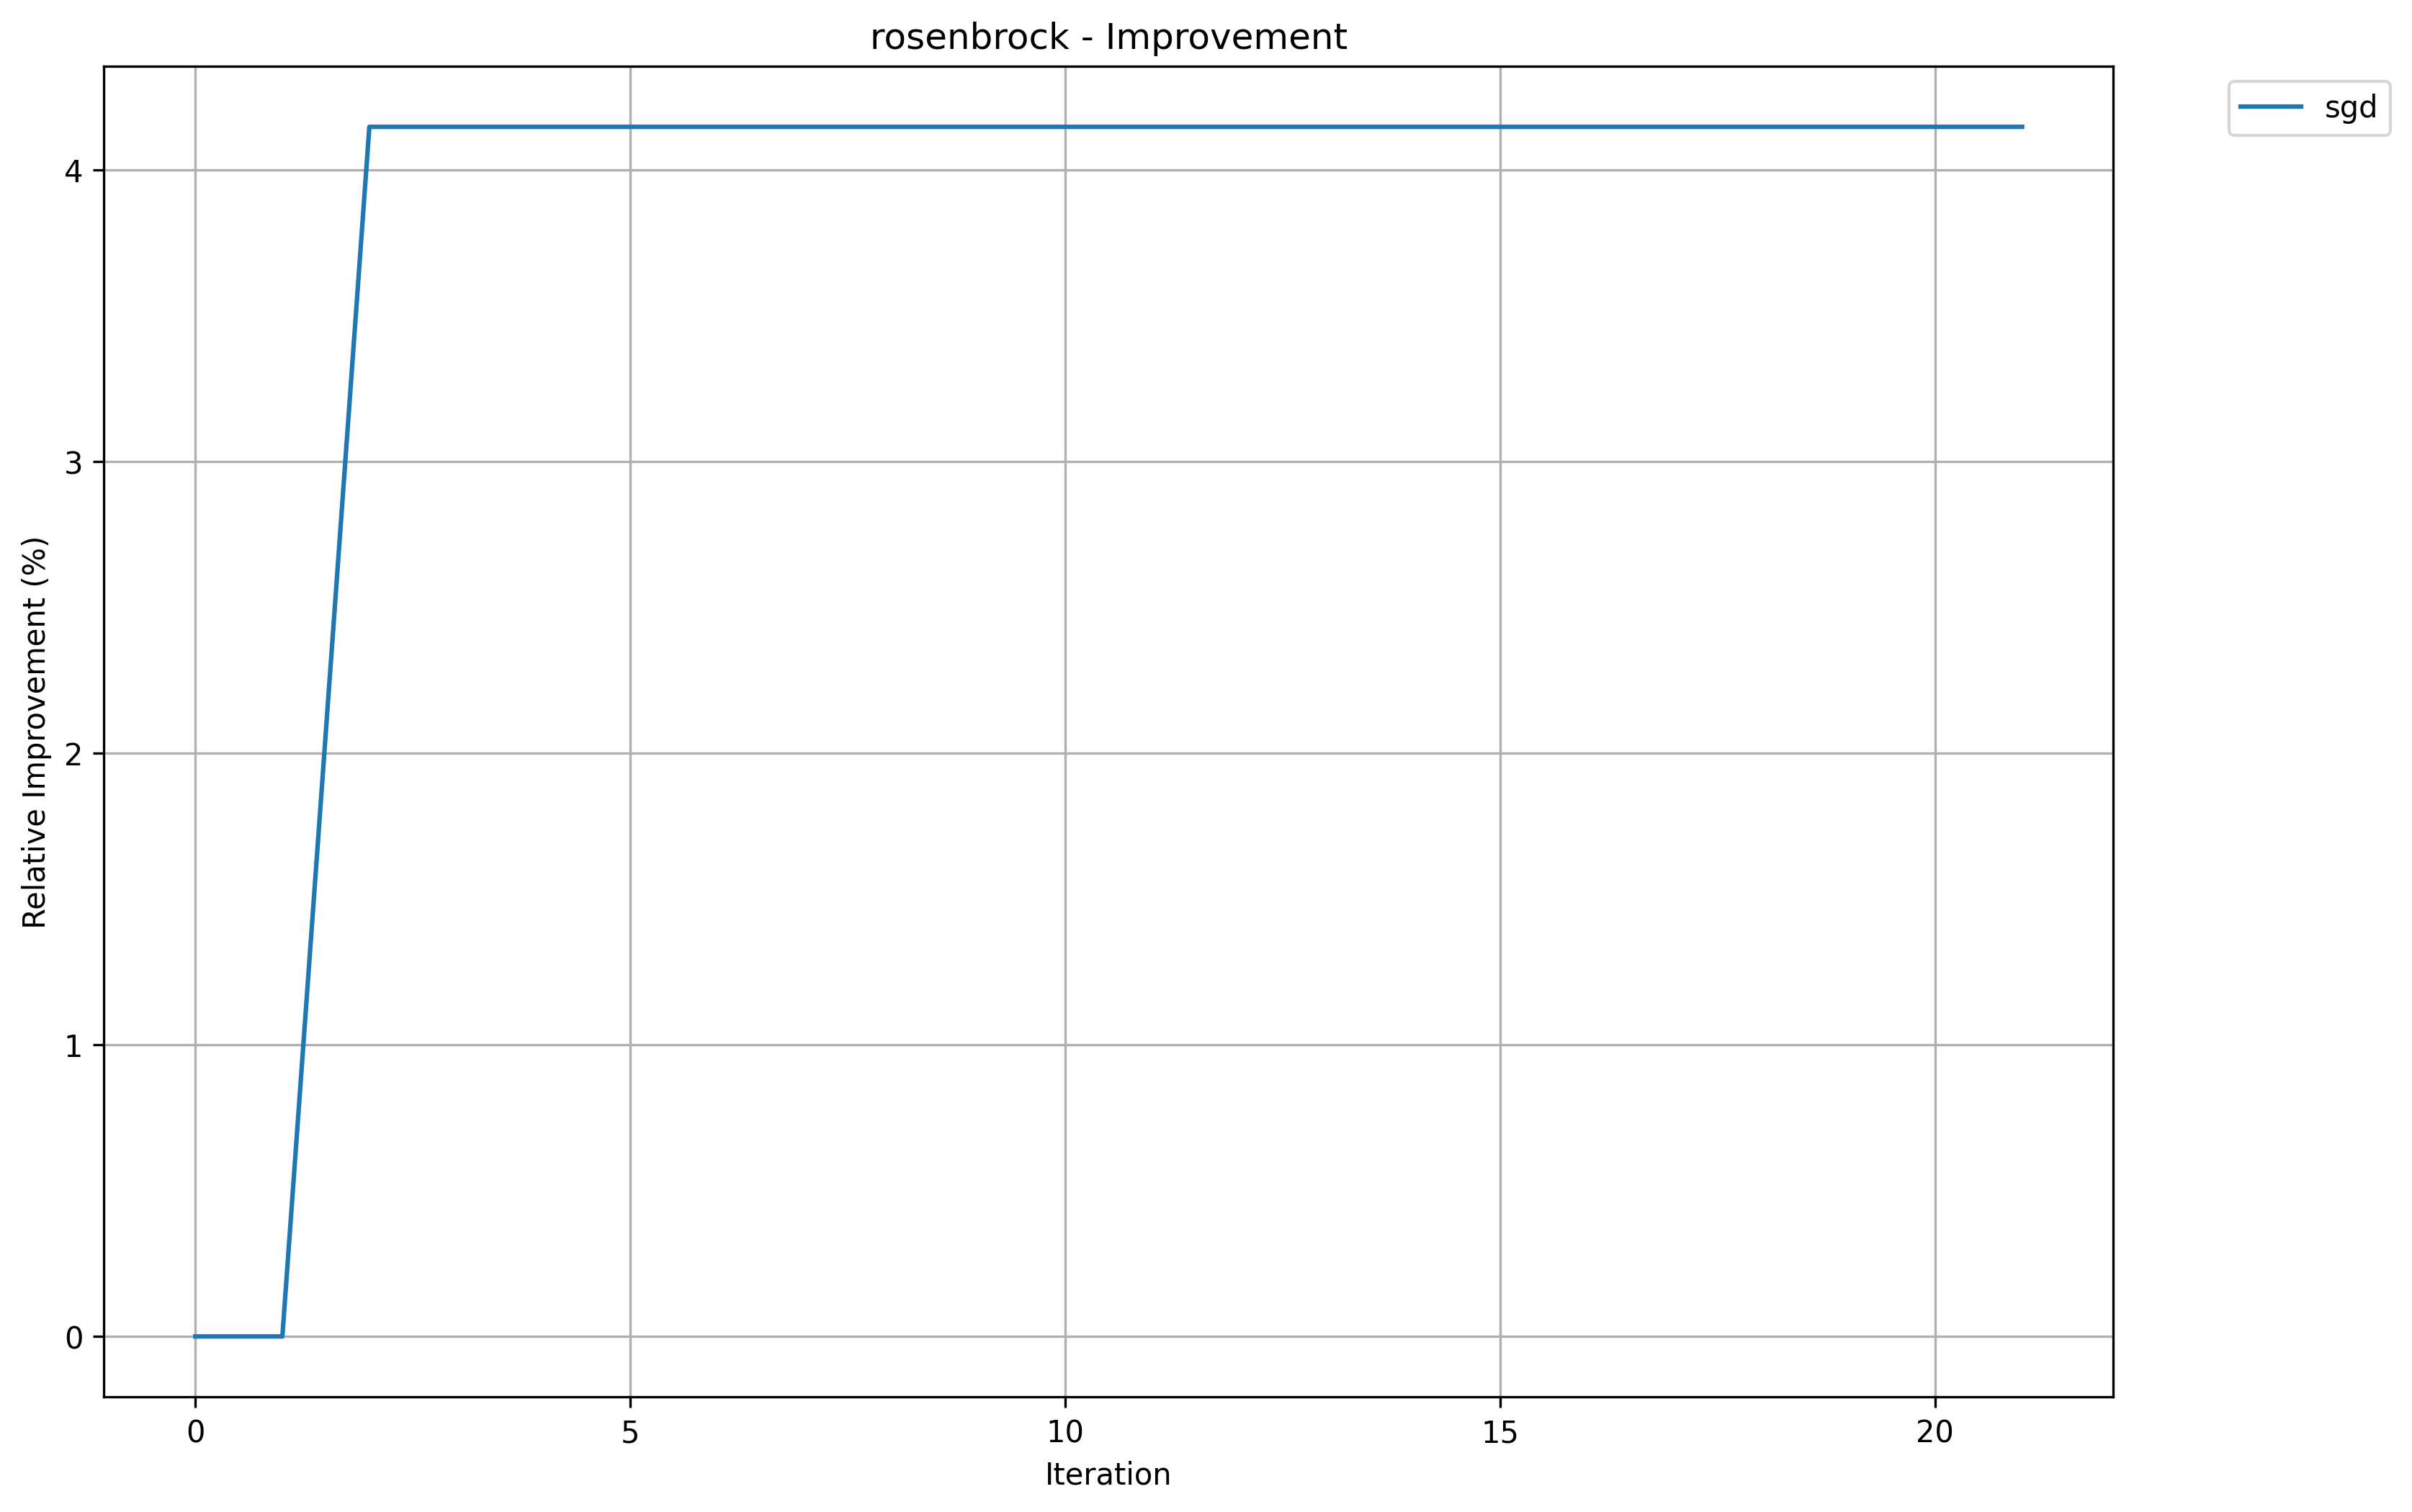 rosenbrock - Improvement
sgd
Relative Improvement (%)
4
3
2
1
0
0 5 10 15 20
Iteration